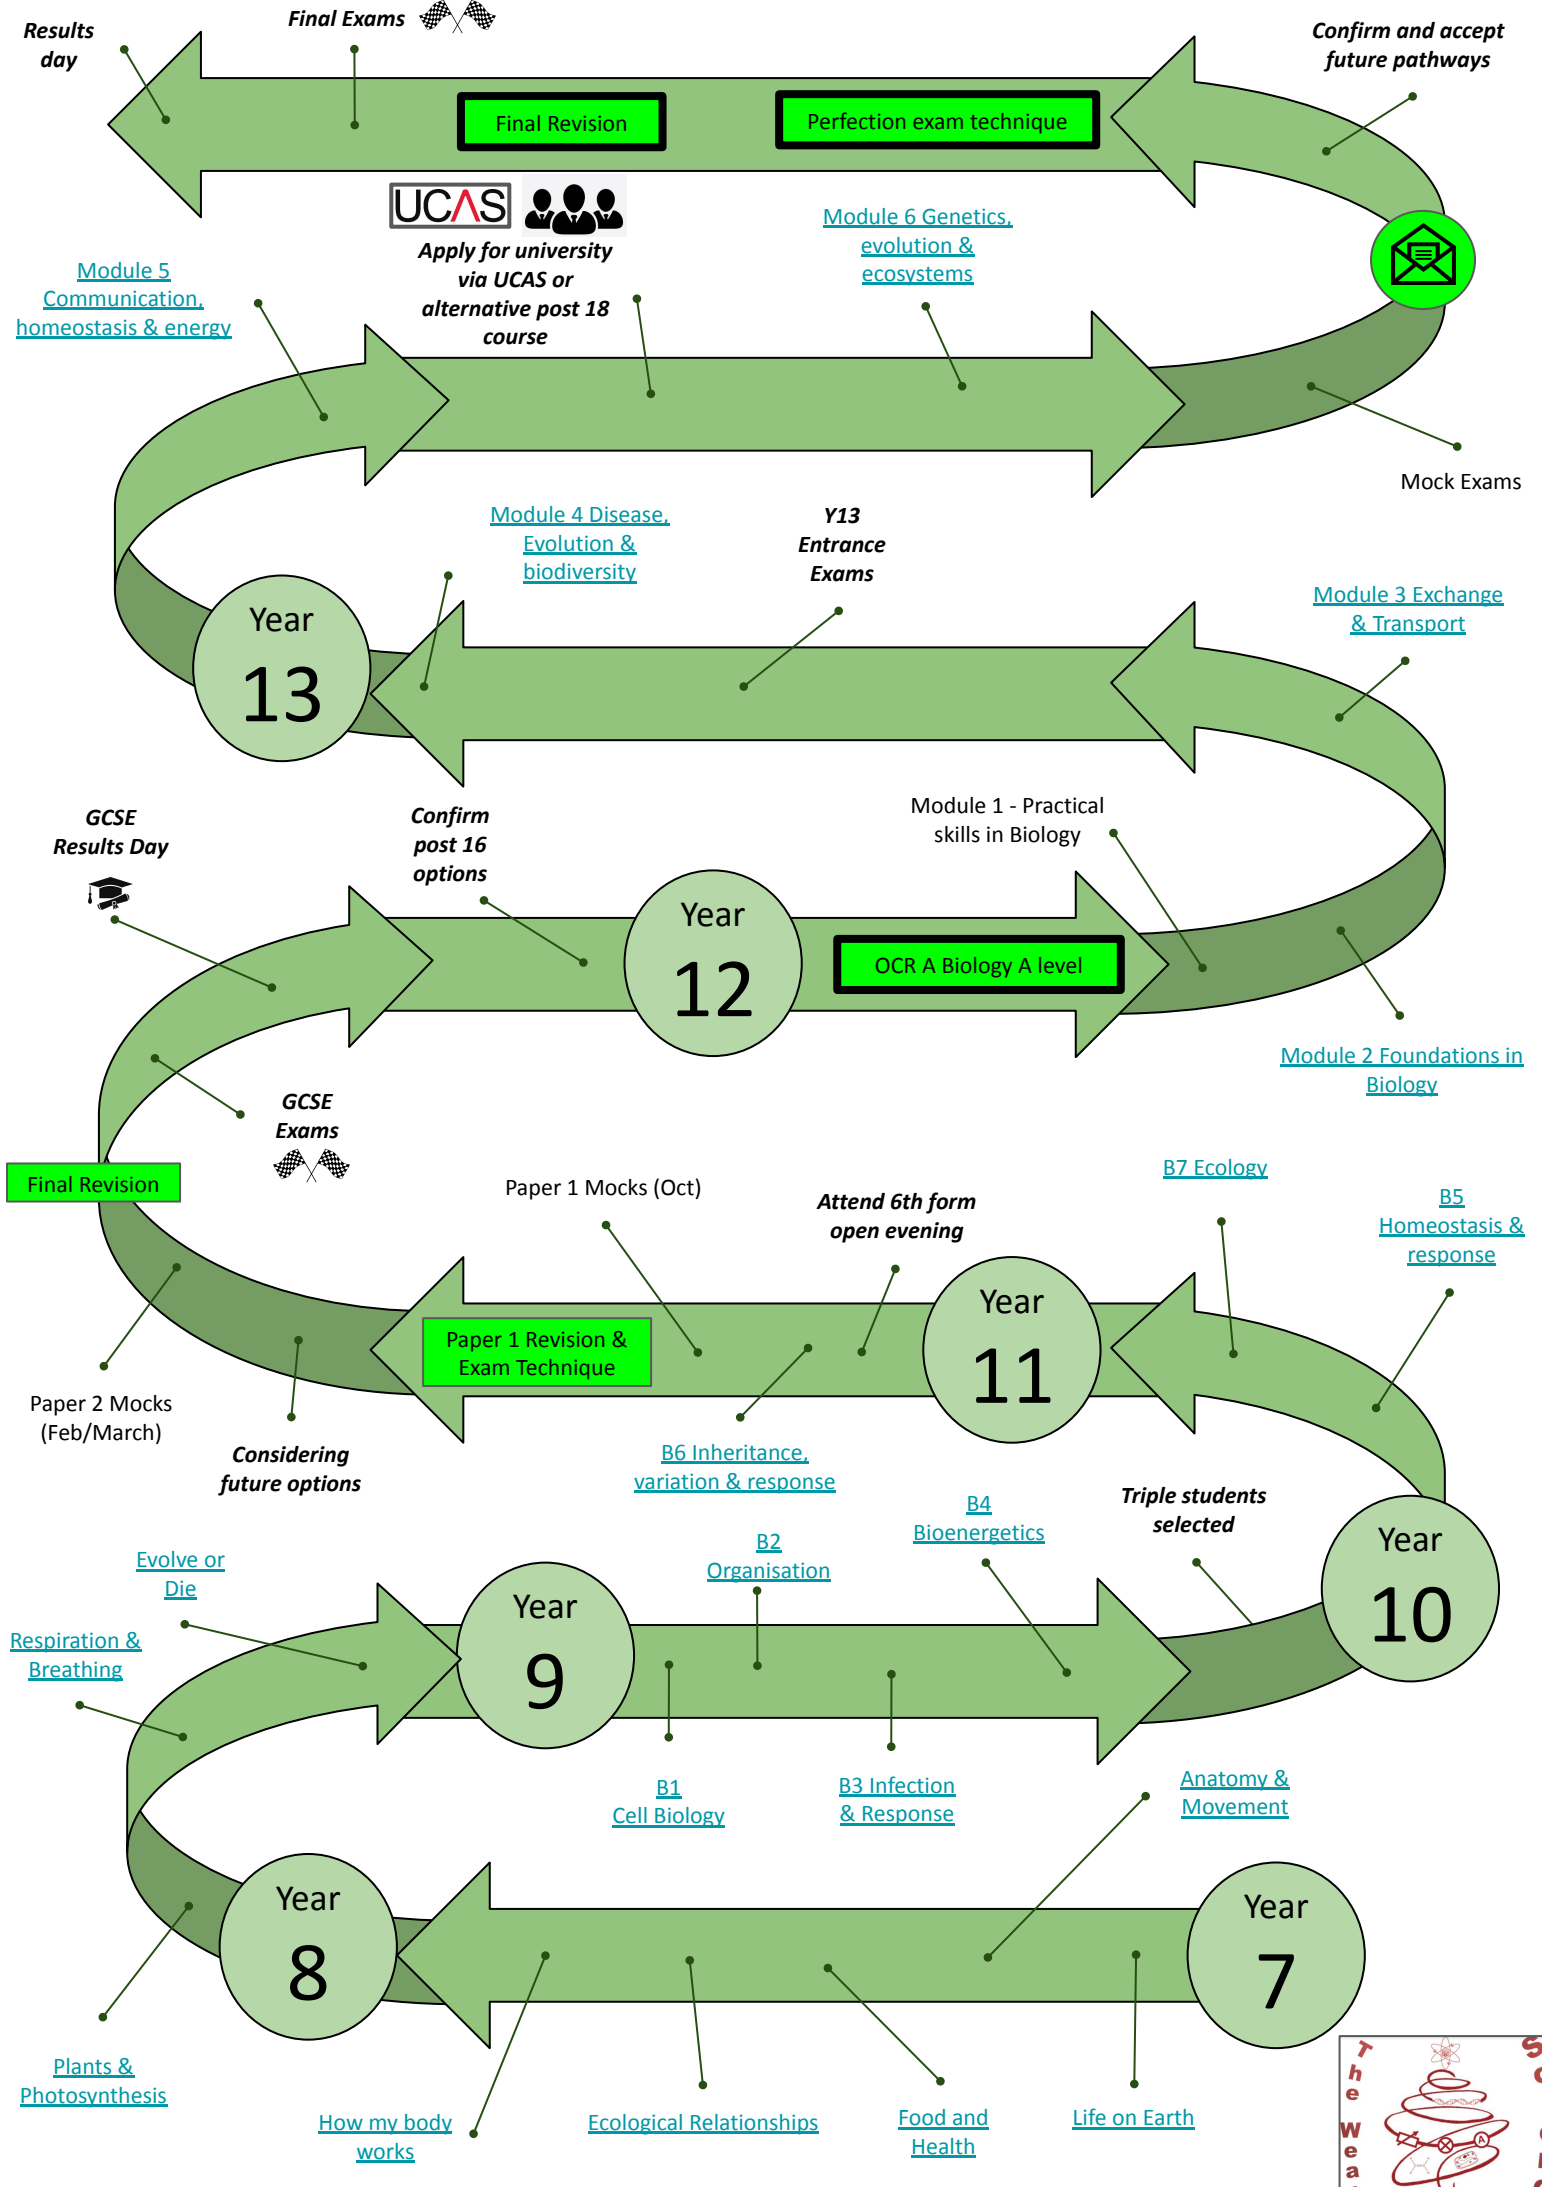 Results
day
Final Exams
Confirm and accept
future pathways
Final Revision
Perfection exam technique
UCAS
Apply for university
via UCAS or
alternative post 18
course
Module 6 Genetics,
evolution &
ecosystems
Module 5
Communication,
homeostasis & energy
Mock Exams
Module 4 Disease,
Evolution &
biodiversity
Y13
Entrance
Exams
Module 3 Exchange
& Transport
Year
13
GCSE
Results Day
Confirm
post 16
options
Module 1 - Practical
skills in Biology
Year
12
OCR A Biology A level
Module 2 Foundations in
Biology
GCSE
Exams
Final Revision
Paper 1 Mocks (Oct)
Attend 6th form
open evening
B7 Ecology
B5
Homeostasis &
response
Year
11
Paper 1 Revision &
Exam Technique
Paper 2 Mocks
(Feb/March)
Considering
future options
B6 Inheritance,
variation & response
B4
Bioenergetics
Triple students
selected
B2
Organisation
Year
10
Evolve or
Die
Respiration &
Breathing
Year
9
B1
Cell Biology
B3 Infection
& Response
Anatomy &
Movement
Year
8
Year
7
Plants &
Photosynthesis
How my body
works
Ecological Relationships
Food and
Health
Life on Earth
The Wea
A